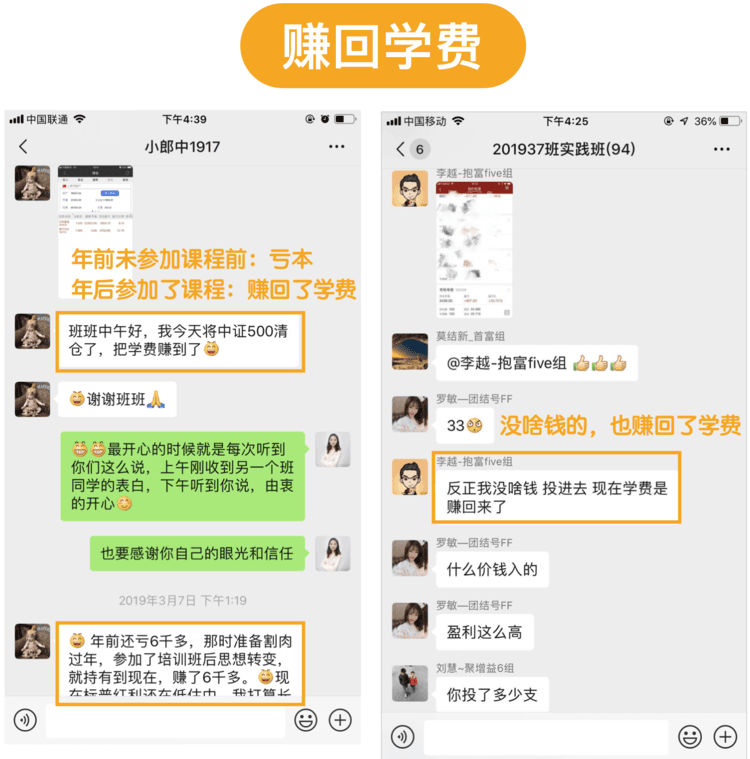 赚回学费
中国联通
下午4:39
小郎中1917
年前未参加课程前：亏本
年后参加了课程：赚回了学费
班班中午好，我今天将中证500清
仓了，把学费赚到了😆
😆谢谢班班🙏
😁😁最开心的时候就是每次听到
你们这么说，上午刚收到另一个班
同学的表白，下午听到你说，由衷
的开心😊
也要感谢你自己的眼光和信任
2019年3月7日 下午1:19
😆 年前还亏6千多，那时准备割肉
过年，参加了培训班后思想转变，
就持有到现在，赚了6千多。😆现
在标普红利还在低估中，我打算长
中国移动
下午4:25
36%
6
201937班实践班(94)
李越-抱富five组
莫结新_首富组
@李越-抱富five组 👍👍👍
罗敏—团结号FF
33😳
没啥钱的，也赚回了学费
李越-抱富five组
反正我没啥钱 投进去 现在学费是
赚回来了
罗敏—团结号FF
什么价钱入的
罗敏—团结号FF
盈利这么高
刘慧~聚增益6组
你投了多少支